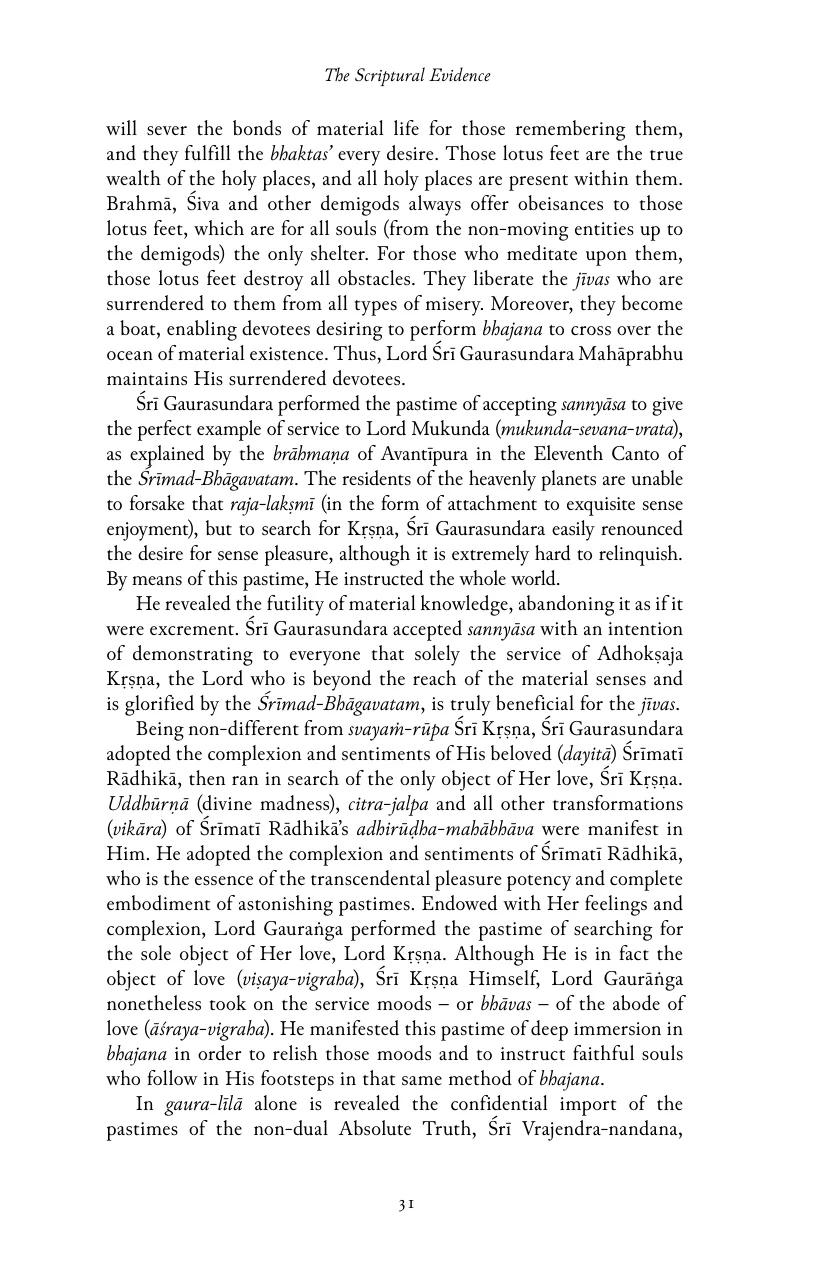 The Scriptural Evidence
will sever the bonds of material life for those remembering them,
and they fulfill the bhaktas’ every desire. Those lotus feet are the true
wealth of the holy places, and all holy places are present within them.
Brahmā, Śiva and other demigods always offer obeisances to those
lotus feet, which are for all souls (from the non-moving entities up to
the demigods) the only shelter. For those who meditate upon them,
those lotus feet destroy all obstacles. They liberate the jīvas who are
surrendered to them from all types of misery. Moreover, they become
a boat, enabling devotees desiring to perform bhajana to cross over the
ocean of material existence. Thus, Lord Śrī Gaurasundara Mahāprabhu
maintains His surrendered devotees.
Śrī Gaurasundara performed the pastime of accepting sannyāsa to give
the perfect example of service to Lord Mukunda (mukunda-sevana-vrata),
as explained by the brāhmaṇa of Avantīpura in the Eleventh Canto of
the Śrīmad-Bhāgavatam. The residents of the heavenly planets are unable
to forsake that raja-lakṣmī (in the form of attachment to exquisite sense
enjoyment), but to search for Kṛṣṇa, Śrī Gaurasundara easily renounced
the desire for sense pleasure, although it is extremely hard to relinquish.
By means of this pastime, He instructed the whole world.
He revealed the futility of material knowledge, abandoning it as if it
were excrement. Śrī Gaurasundara accepted sannyāsa with an intention
of demonstrating to everyone that solely the service of Adhokṣaja
Kṛṣṇa, the Lord who is beyond the reach of the material senses and
is glorified by the Śrīmad-Bhāgavatam, is truly beneficial for the jīvas.
Being non-different from svayaṁ-rūpa Śrī Kṛṣṇa, Śrī Gaurasundara
adopted the complexion and sentiments of His beloved (dayitā) Śrīmatī
Rādhikā, then ran in search of the only object of Her love, Śrī Kṛṣṇa.
Uddhūrṇā (divine madness), citra-jalpa and all other transformations
(vikāra) of Śrīmatī Rādhikā’s adhirūḍha-mahābhāva were manifest in
Him. He adopted the complexion and sentiments of Śrīmatī Rādhikā,
who is the essence of the transcendental pleasure potency and complete
embodiment of astonishing pastimes. Endowed with Her feelings and
complexion, Lord Gauraṅga performed the pastime of searching for
the sole object of Her love, Lord Kṛṣṇa. Although He is in fact the
object of love (viṣaya-vigraha), Śrī Kṛṣṇa Himself, Lord Gaurāṅga
nonetheless took on the service moods – or bhāvas – of the abode of
love (āśraya-vigraha). He manifested this pastime of deep immersion in
bhajana in order to relish those moods and to instruct faithful souls
who follow in His footsteps in that same method of bhajana.
In gaura-līlā alone is revealed the confidential import of the
pastimes of the non-dual Absolute Truth, Śrī Vrajendra-nandana,
31